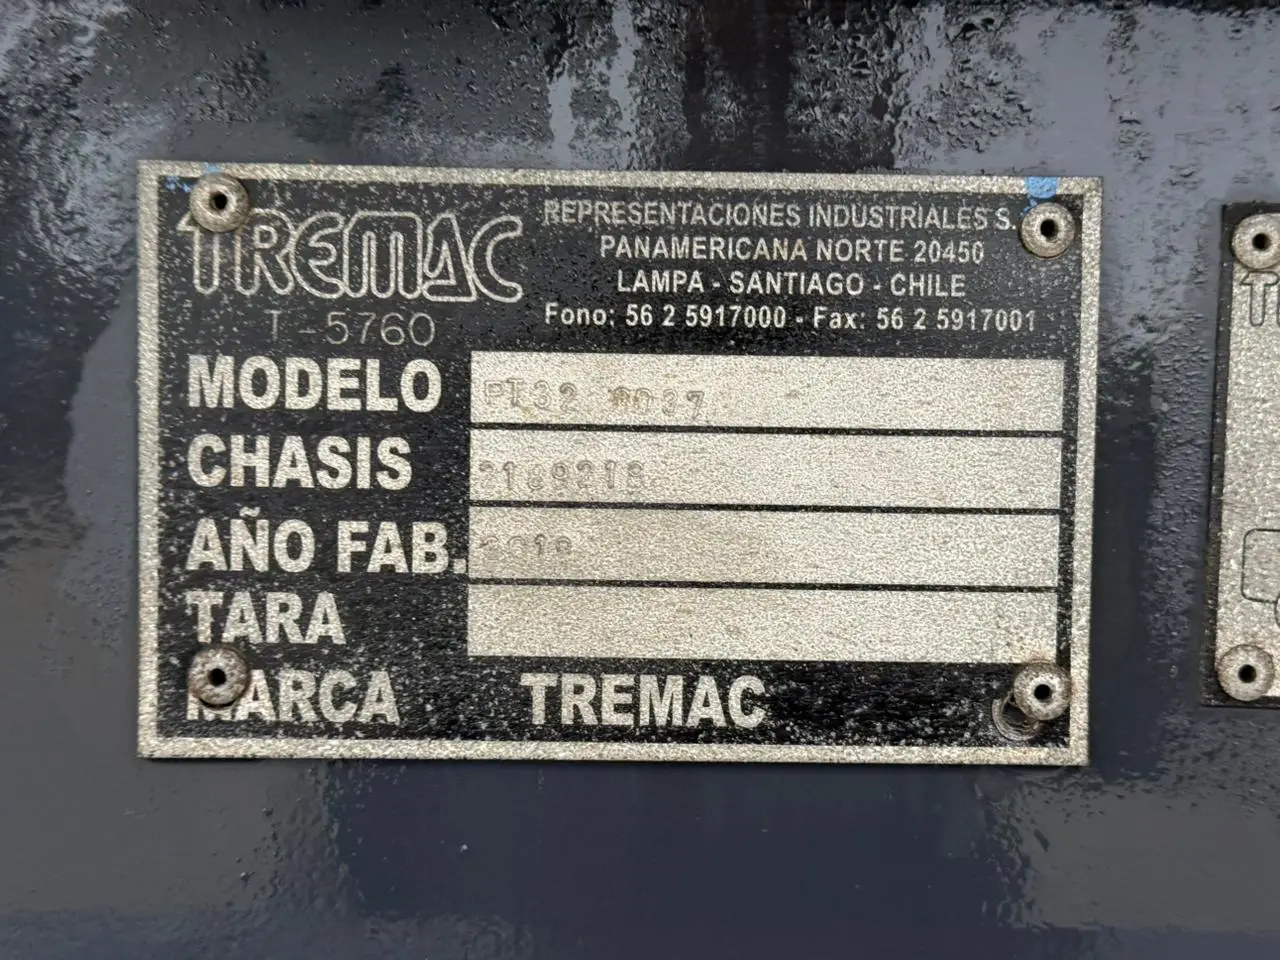 TREMAC
T-5760
REPRESENTACIONES INDUSTRIALES S.
PANAMERICANA NORTE 20450
LAMPA - SANTIAGO - CHILE
Fono: 56 2 5917000 - Fax: 56 2 5917001
MODELO PT32
CHASIS
AÑO FAB.
TARA
MARCA TREMAC